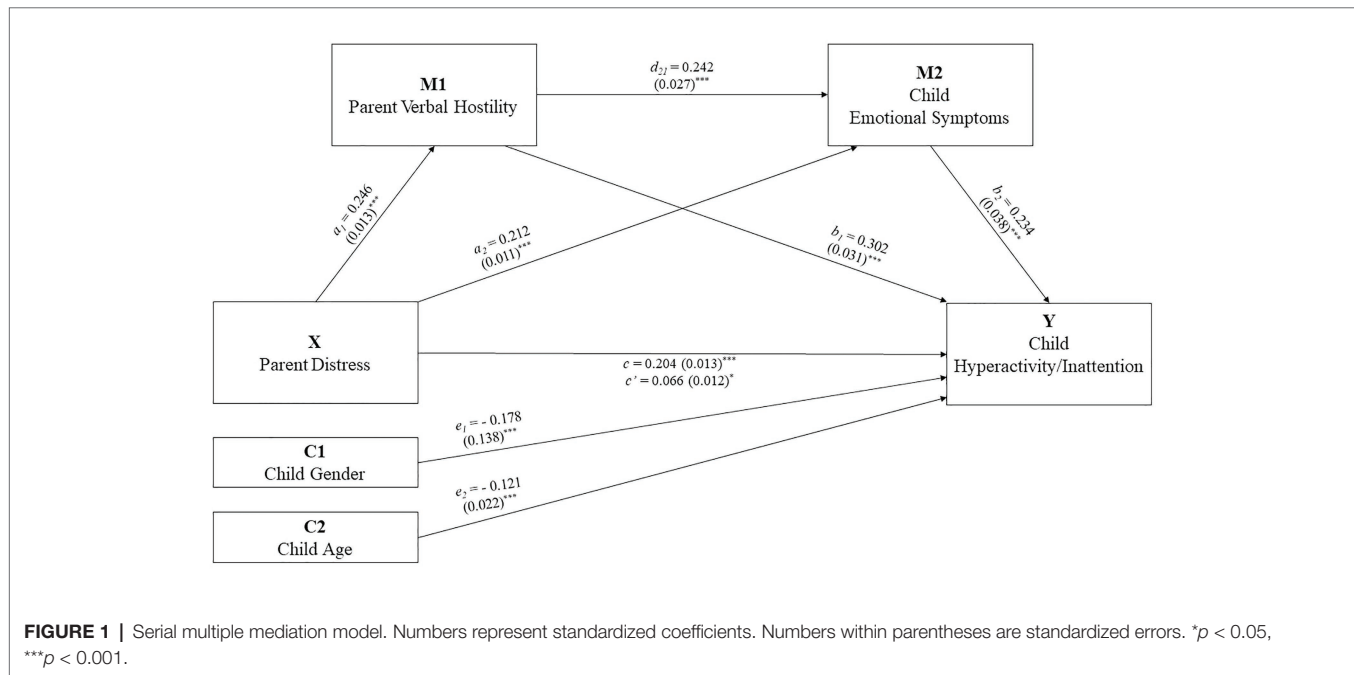 M1
Parent Verbal Hostility
d21 = 0.242
(0.027)***
M2
Child
Emotional Symptoms
a1 = 0.246
(0.013)***
a2 = 0.212
(0.011)***
b1 = 0.302
(0.031)***
b2 = 0.234
(0.038)***
X
Parent Distress
c = 0.204 (0.013)***
c' = 0.066 (0.012)*
Y
Child
Hyperactivity/Inattention
e1 = - 0.178
(0.138)***
C1
Child Gender
e2 = - 0.121
(0.022)***
C2
Child Age
FIGURE 1 | Serial multiple mediation model. Numbers represent standardized coefficients. Numbers within parentheses are standardized errors. *p < 0.05,
***p < 0.001.